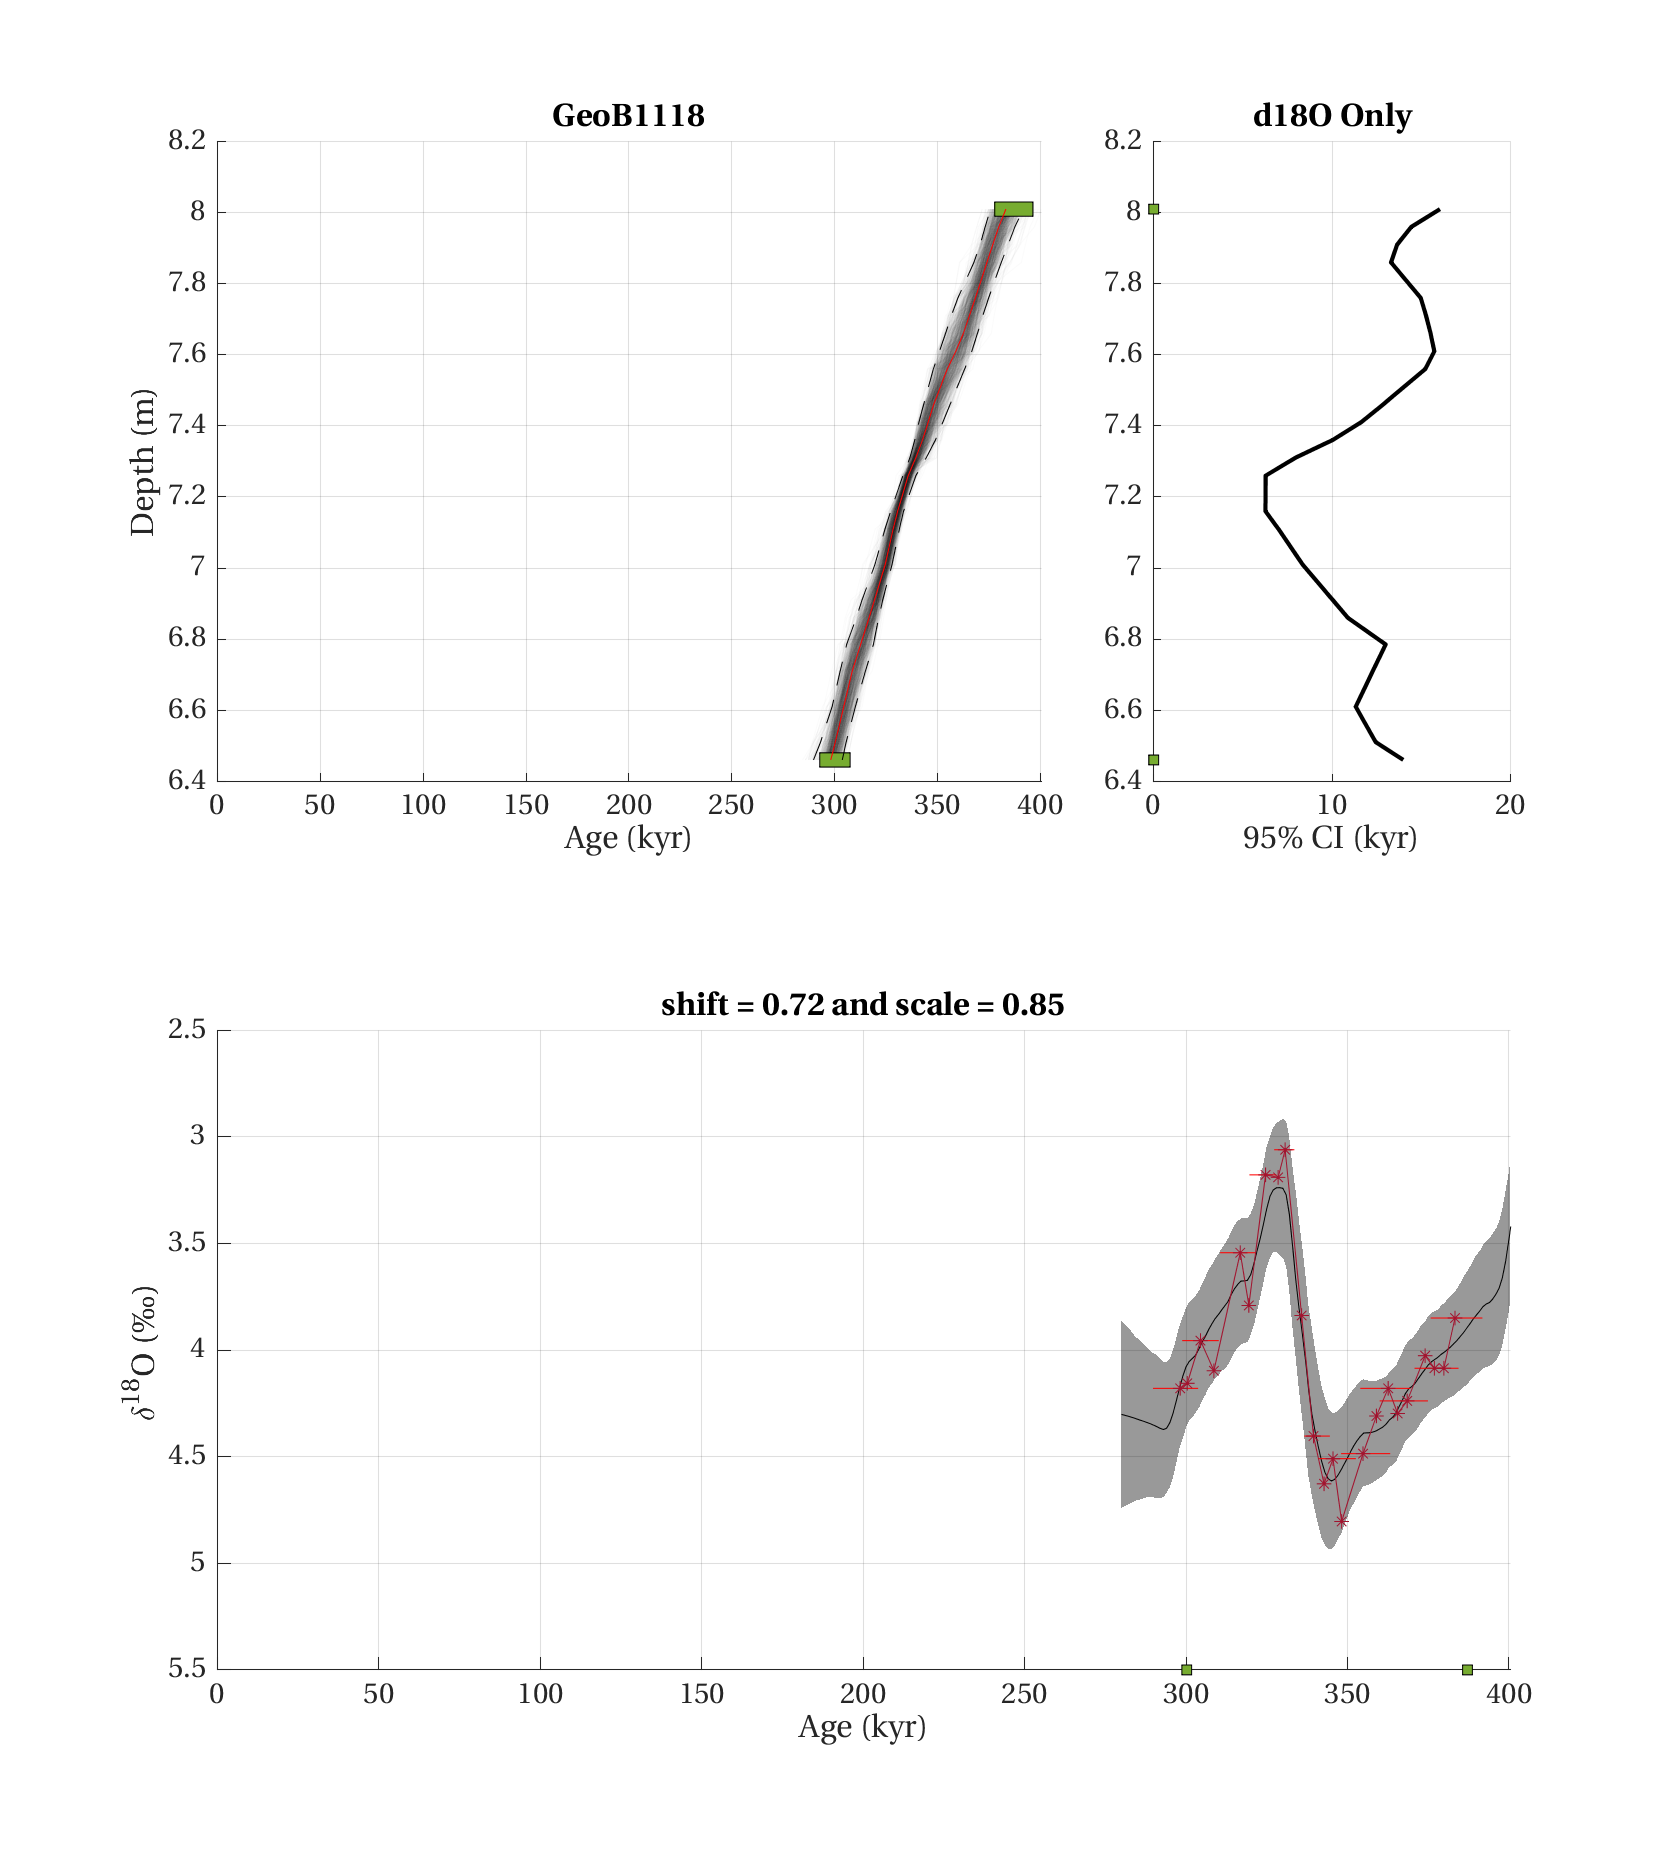 GeoB1118
d18O Only
8.2
8
7.8
7.6
7.4
7.2
7
6.8
6.6
6.4
Depth (m)
0 50 100 150 200 250 300 350 400
Age (kyr)
8.2
8
7.8
7.6
7.4
7.2
7
6.8
6.6
6.4
0 10 20
95% CI (kyr)
shift = 0.72 and scale = 0.85
2.5
3
3.5
4
4.5
5
5.5
δ18O (‰)
0 50 100 150 200 250 300 350 400
Age (kyr)